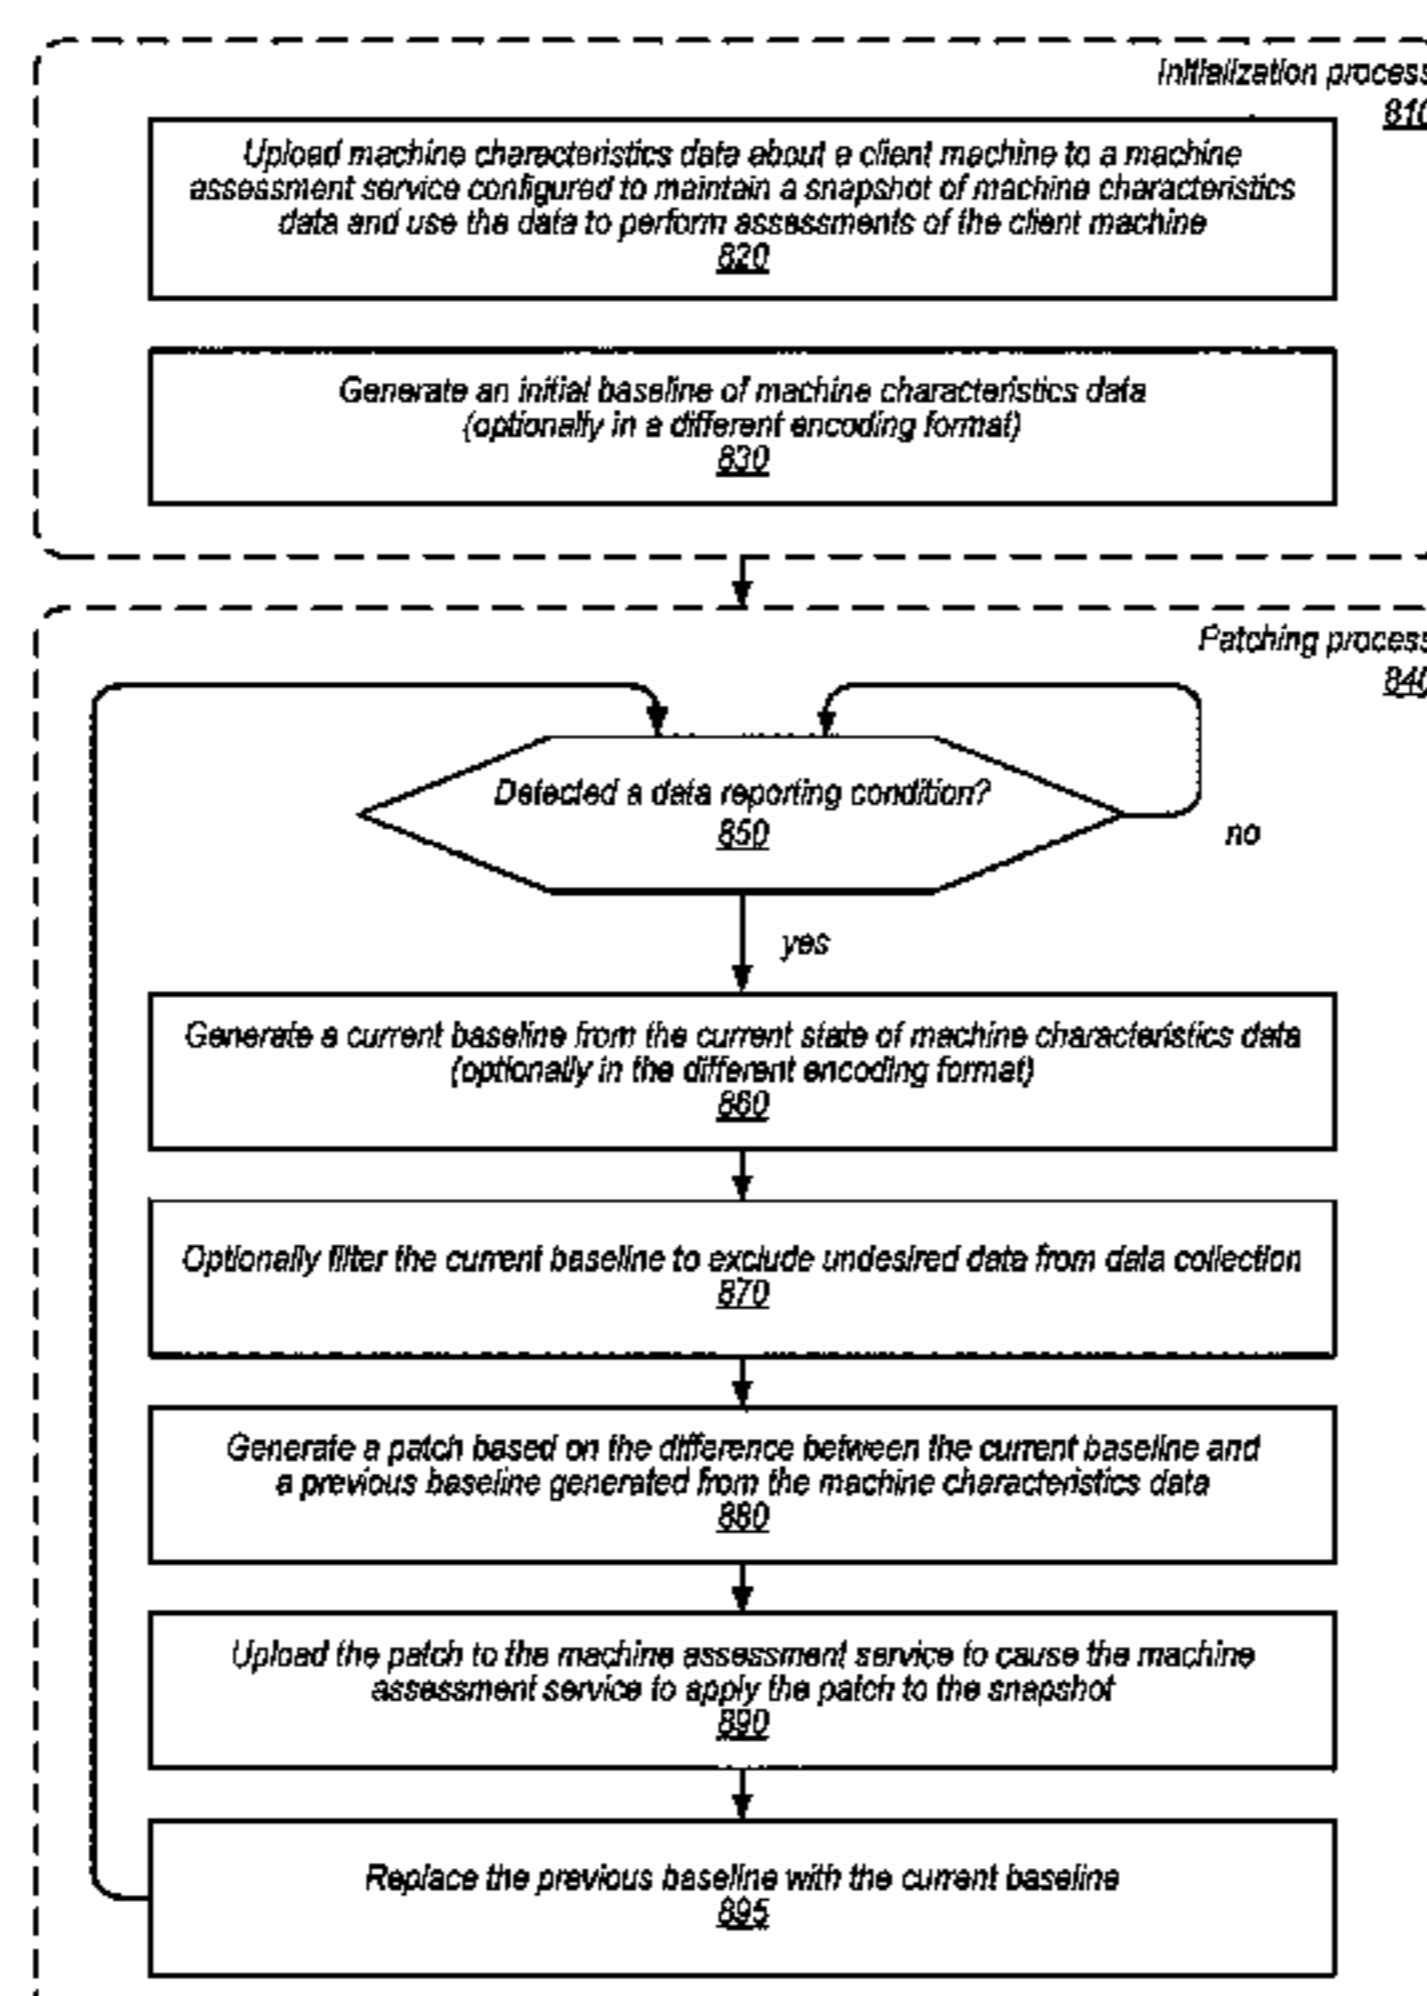 Initialization process
810
Upload machine characteristics data about a client machine to a machine
assessment service configured to maintain a snapshot of machine characteristics
data and use the data to perform assessments of the client machine
820
Generate an initial baseline of machine characteristics data
(optionally in a different encoding format)
830
Patching process
840
Detected a data reporting condition?
850
no
yes
Generate a current baseline from the current state of machine characteristics data
(optionally in the different encoding format)
860
Optionally filter the current baseline to exclude undesired data from data collection
870
Generate a patch based on the difference between the current baseline and
a previous baseline generated from the machine characteristics data
880
Upload the patch to the machine assessment service to cause the machine
assessment service to apply the patch to the snapshot
890
Replace the previous baseline with the current baseline
895